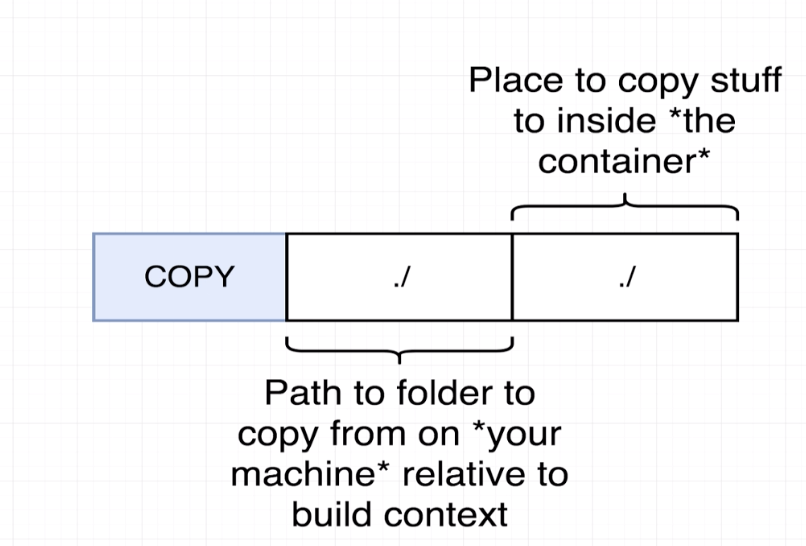 Place to copy stuff
to inside *the
container*
COPY
./
./
Path to folder to
copy from on *your
machine* relative to
build context